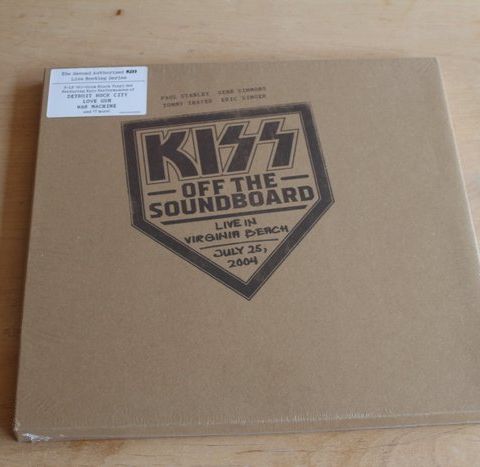 The Second Authorized KISS
Live Bootleg Series
DETROIT ROCK CITY
LOVE GUN
WAR MACHINE
PAUL STANLEY GENE SIMMONS
TOMMY THAYER ERIC SINGER
KISS
OFF THE
SOUNDBOARD
LIVE IN
VIRGINIA BEACH
JULY 25,
2004